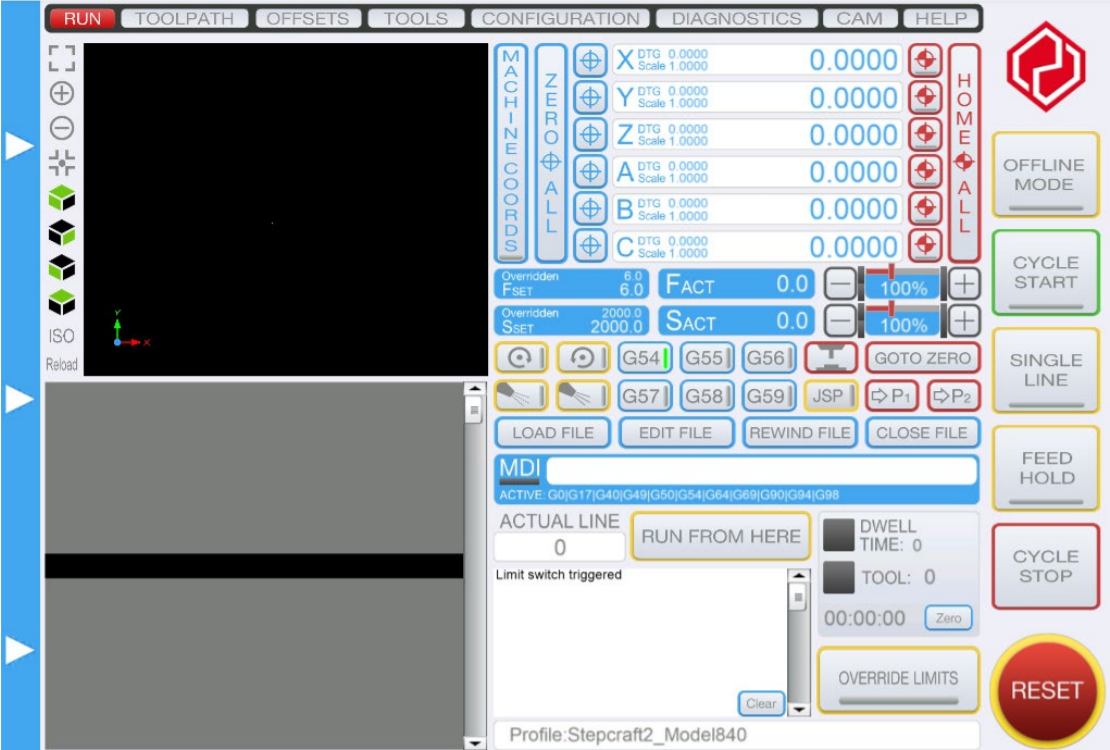 RUN TOOLPATH OFFSETS TOOLS CONFIGURATION DIAGNOSTICS CAM HELP
ISO
Reload
Y
X
MACHINE COORDS
ZERO ALL
X DTG 0.0000 0.0000
Scale 1.0000
Y DTG 0.0000 0.0000
Scale 1.0000
Z DTG 0.0000 0.0000
Scale 1.0000
A DTG 0.0000 0.0000
Scale 1.0000
B DTG 0.0000 0.0000
Scale 1.0000
C DTG 0.0000 0.0000
Scale 1.0000
HOME ALL
Overridden 6.0
FSET 6.0
FACT 0.0
100%
Overridden 2000.0
SSET 2000.0
SACT 0.0
100%
G54 G55 G56 GOTO ZERO
G57 G58 G59 JSP P1 P2
LOAD FILE EDIT FILE REWIND FILE CLOSE FILE
MDI
ACTIVE: G0|G17|G40|G49|G50|G54|G64|G69|G90|G94|G98
ACTUAL LINE
0
RUN FROM HERE
DWELL
TIME: 0
TOOL: 0
00:00:00 Zero
Limit switch triggered
Clear
OVERRIDE LIMITS
Profile:Stepcraft2_Model840
OFFLINE
MODE
CYCLE
START
SINGLE
LINE
FEED
HOLD
CYCLE
STOP
RESET